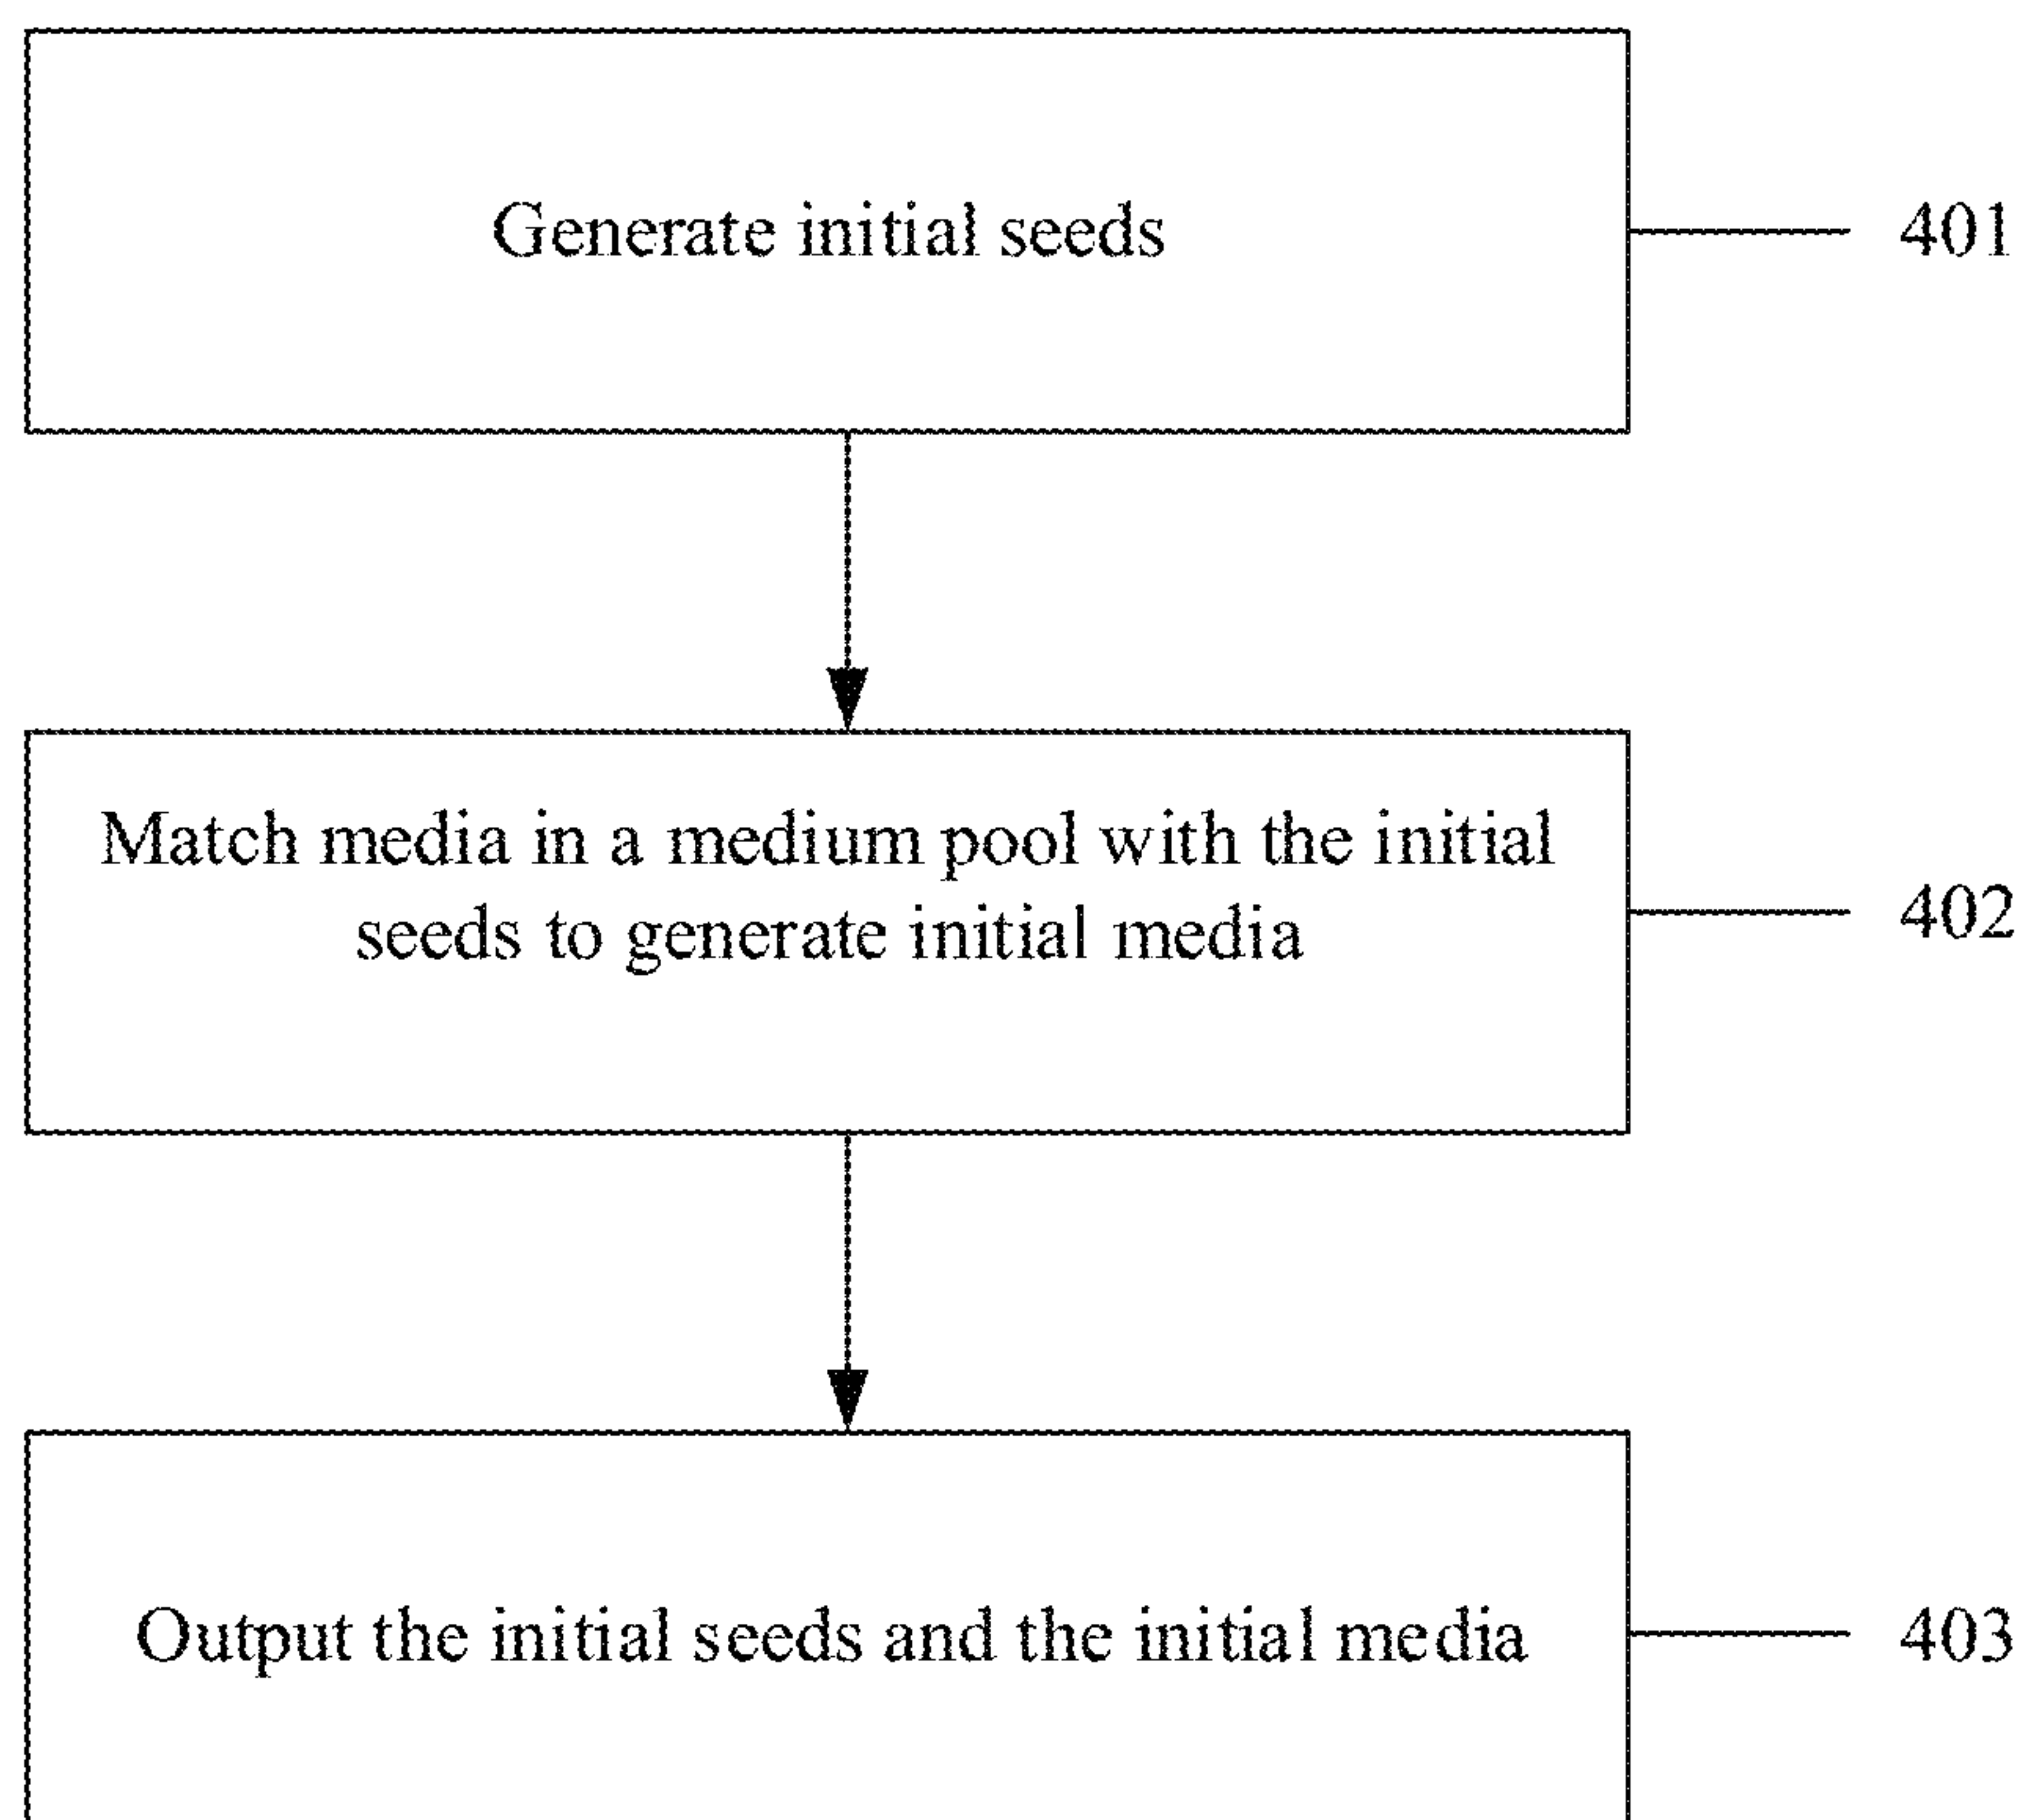 Generate initial seeds
401
Match media in a medium pool with the initial
seeds to generate initial media
402
Output the initial seeds and the initial media
403